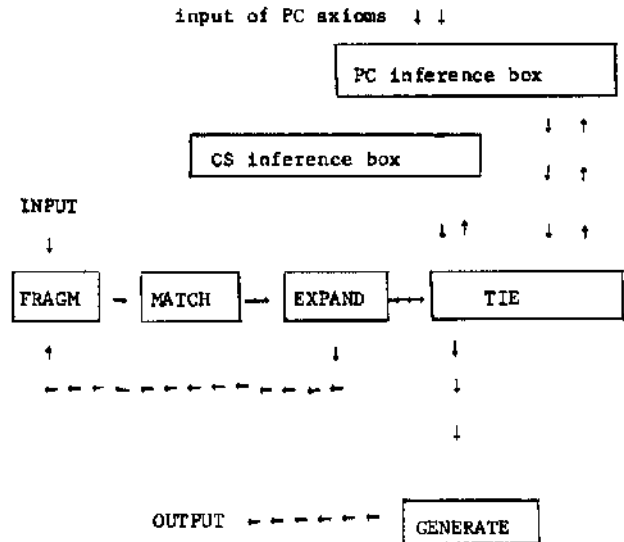 input of PC axioms ↓ ↓
PC inference box
CS inference box
INPUT
FRAGM → MATCH → EXPAND → TIE
OUTPUT
GENERATE